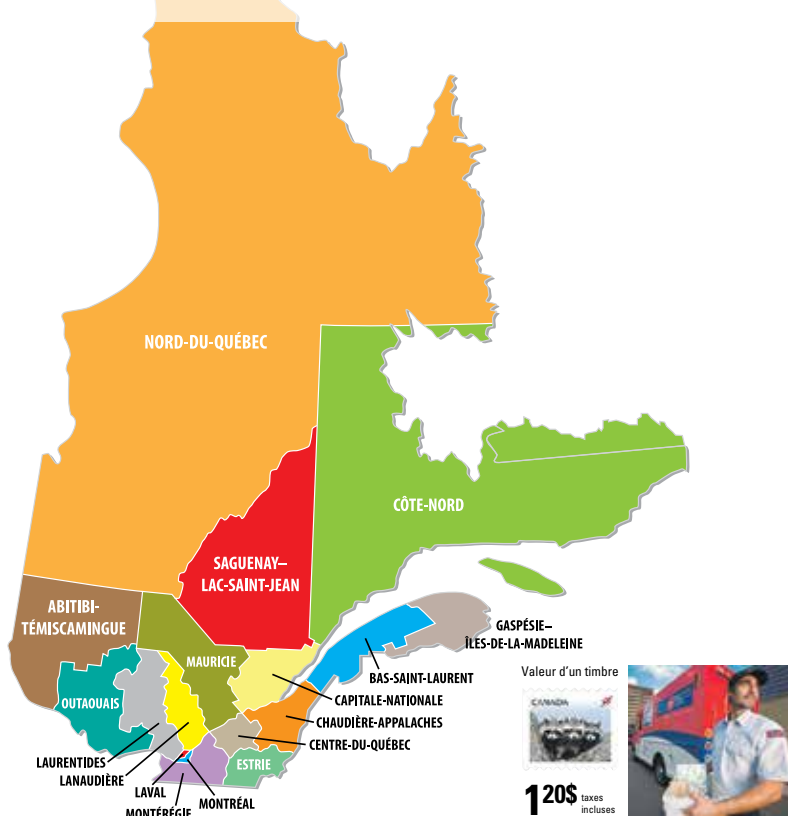 NORD-DU-QUÉBEC
CÔTE-NORD
SAGUENAY–
LAC-SAINT-JEAN
ABITIBI-
TÉMISCAMINGUE
GASPÉSIE–
ÎLES-DE-LA-MADELEINE
MAURICIE
BAS-SAINT-LAURENT
OUTAOUAIS
CAPITALE-NATIONALE
CHAUDIÈRE-APPALACHES
CENTRE-DU-QUÉBEC
LAURENTIDES
ESTRIE
LANAUDIÈRE
LAVAL
MONTRÉAL
MONTÉRÉGIE
Valeur d'un timbre
CANADA
120$ taxes
incluses